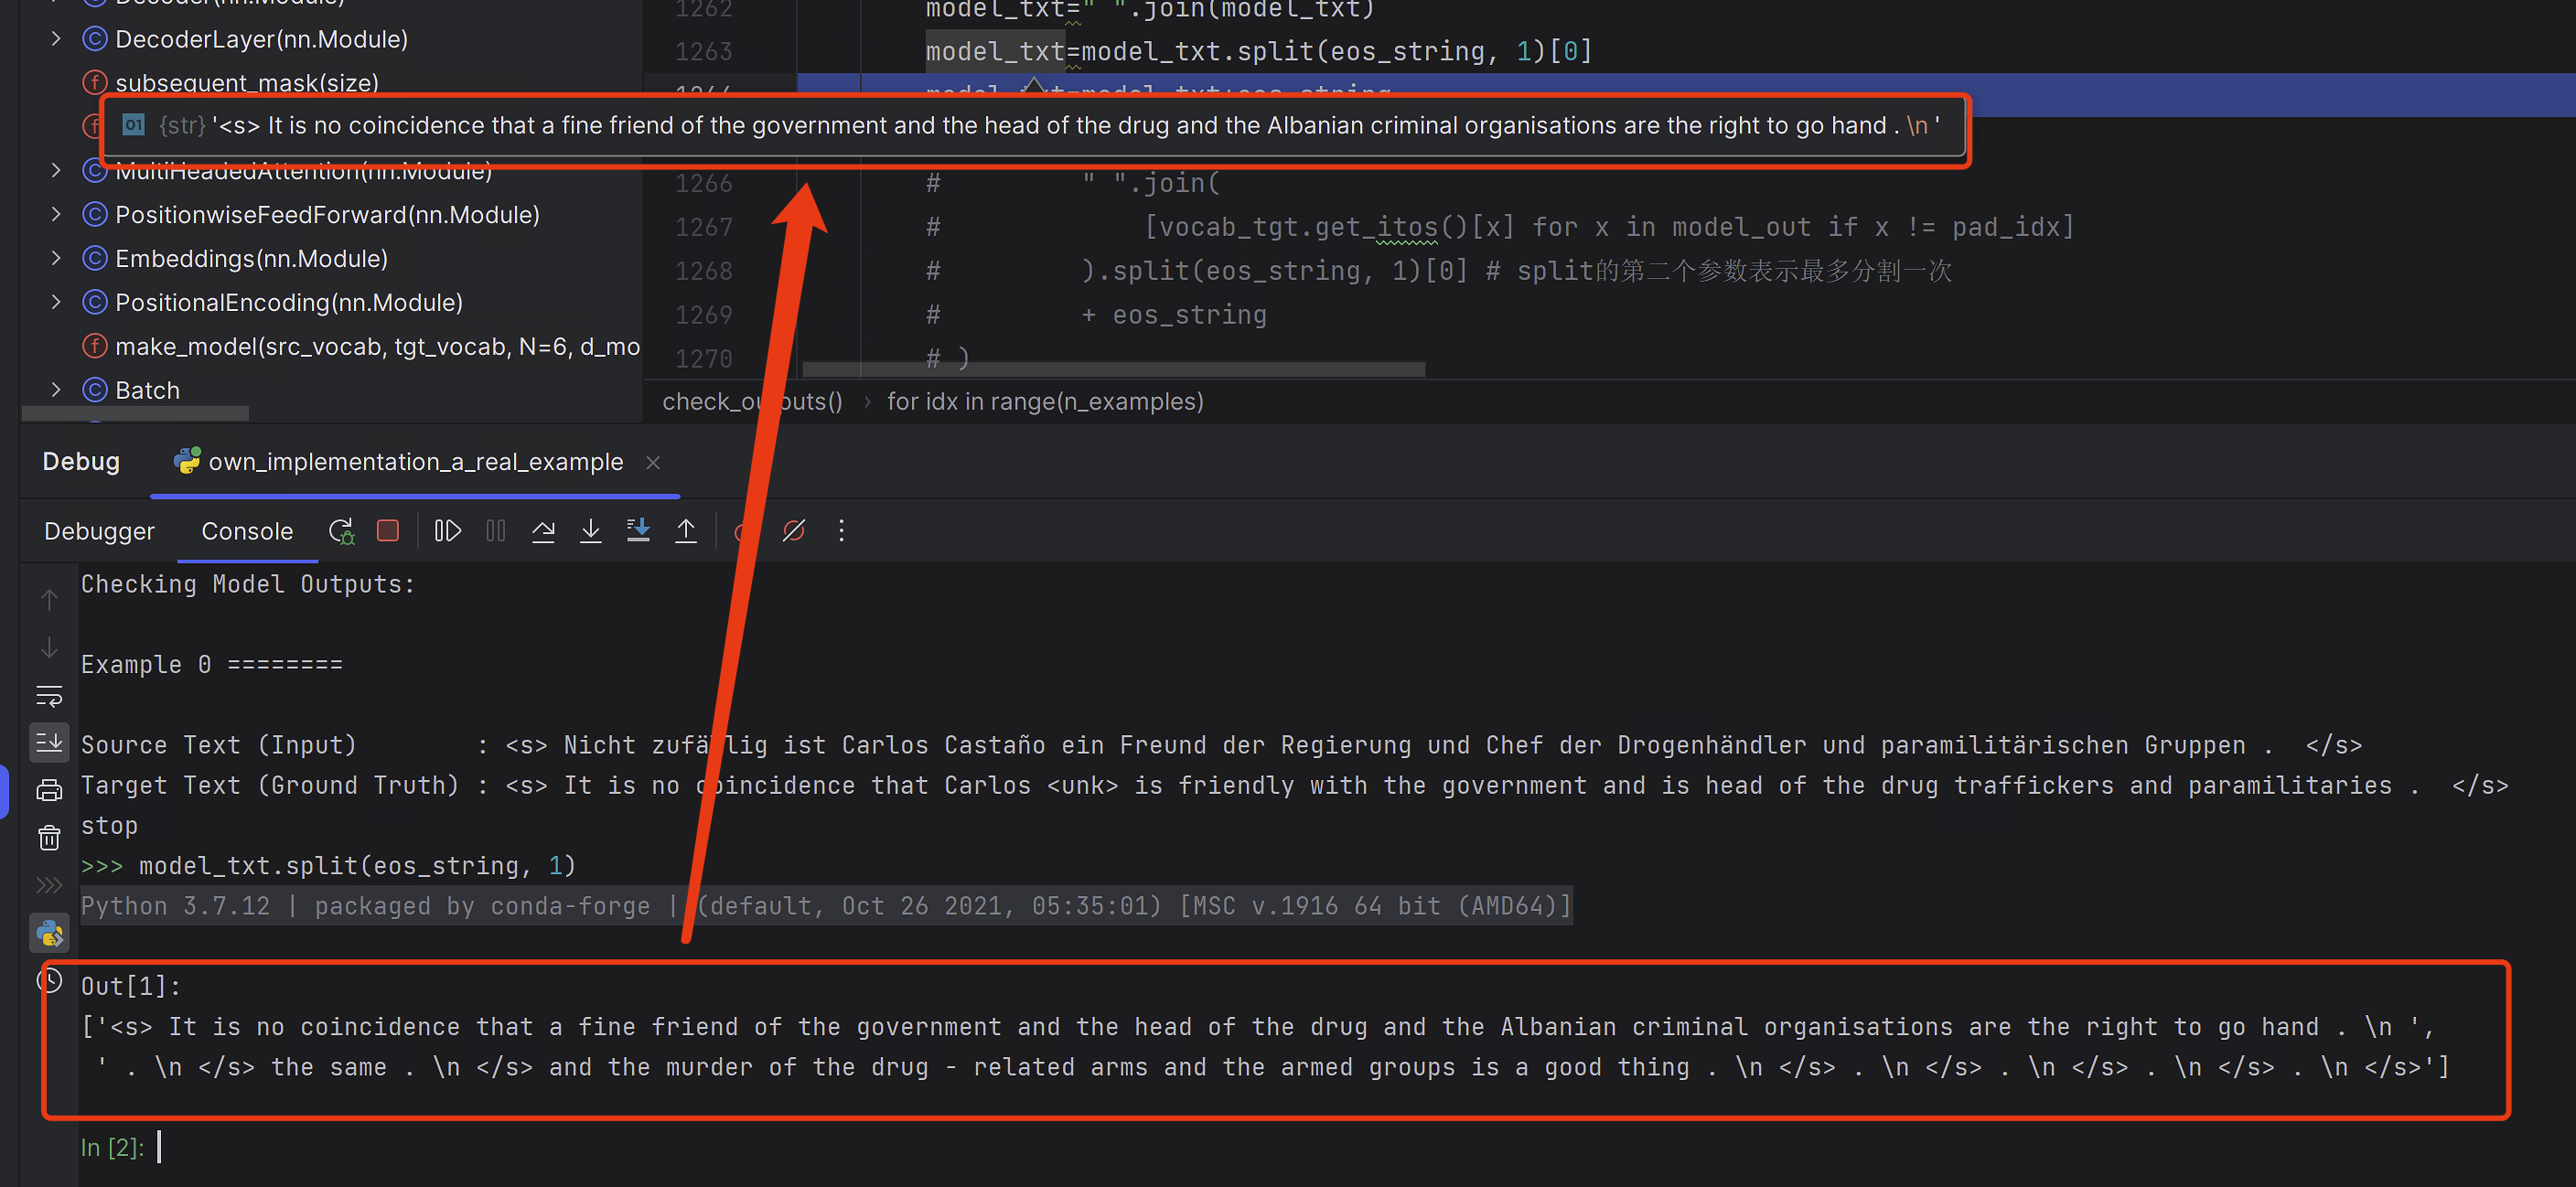 Decoder(nn.Module)
DecoderLayer(nn.Module)
subsequent_mask(size)
MultiHeadedAttention(nn.Module)
PositionwiseFeedForward(nn.Module)
Embeddings(nn.Module)
PositionalEncoding(nn.Module)
make_model(src_vocab, tgt_vocab, N=6, d_mo
Batch
1262 model_txt=" ".join(model_txt)
1263 model_txt=model_txt.split(eos_string, 1)[0]
1264 model_txt=model_txt+eos_string
{str} '<s> It is no coincidence that a fine friend of the government and the head of the drug and the Albanian criminal organisations are the right to go hand . \n '
1266 # " ".join(
1267 # [vocab_tgt.get_itos()[x] for x in model_out if x != pad_idx]
1268 # ).split(eos_string, 1)[0] # split的第二个参数表示最多分割一次
1269 # + eos_string
1270 # )
check_outputs() › for idx in range(n_examples)
Debug own_implementation_a_real_example
Debugger Console
Checking Model Outputs:
Example 0 ========
Source Text (Input) : <s> Nicht zufällig ist Carlos Castaño ein Freund der Regierung und Chef der Drogenhändler und paramilitärischen Gruppen . </s>
Target Text (Ground Truth) : <s> It is no coincidence that Carlos <unk> is friendly with the government and is head of the drug traffickers and paramilitaries . </s>
stop
>>> model_txt.split(eos_string, 1)
Python 3.7.12 | packaged by conda-forge | (default, Oct 26 2021, 05:35:01) [MSC v.1916 64 bit (AMD64)]
Out[1]:
['<s> It is no coincidence that a fine friend of the government and the head of the drug and the Albanian criminal organisations are the right to go hand . \n ',
' . \n </s> the same . \n </s> and the murder of the drug - related arms and the armed groups is a good thing . \n </s> . \n </s> . \n </s> . \n </s> . \n </s>']
In [2]: